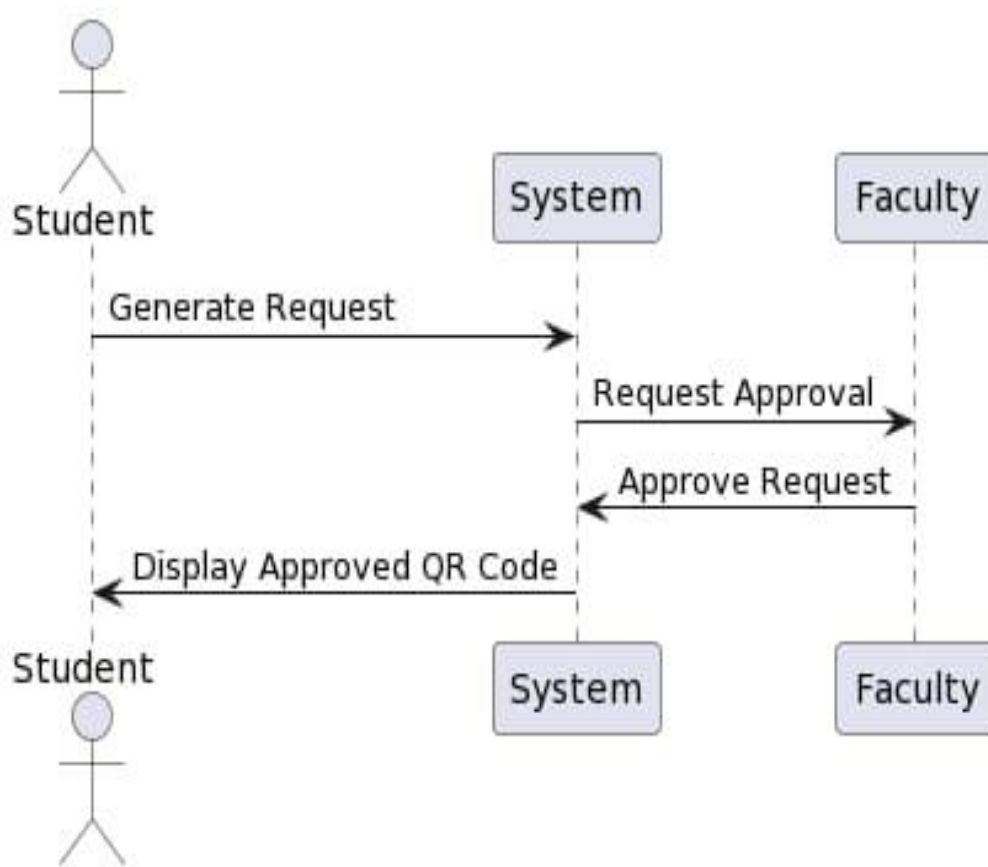 Student
System
Faculty
Generate Request
Request Approval
Approve Request
Display Approved QR Code
Student
System
Faculty